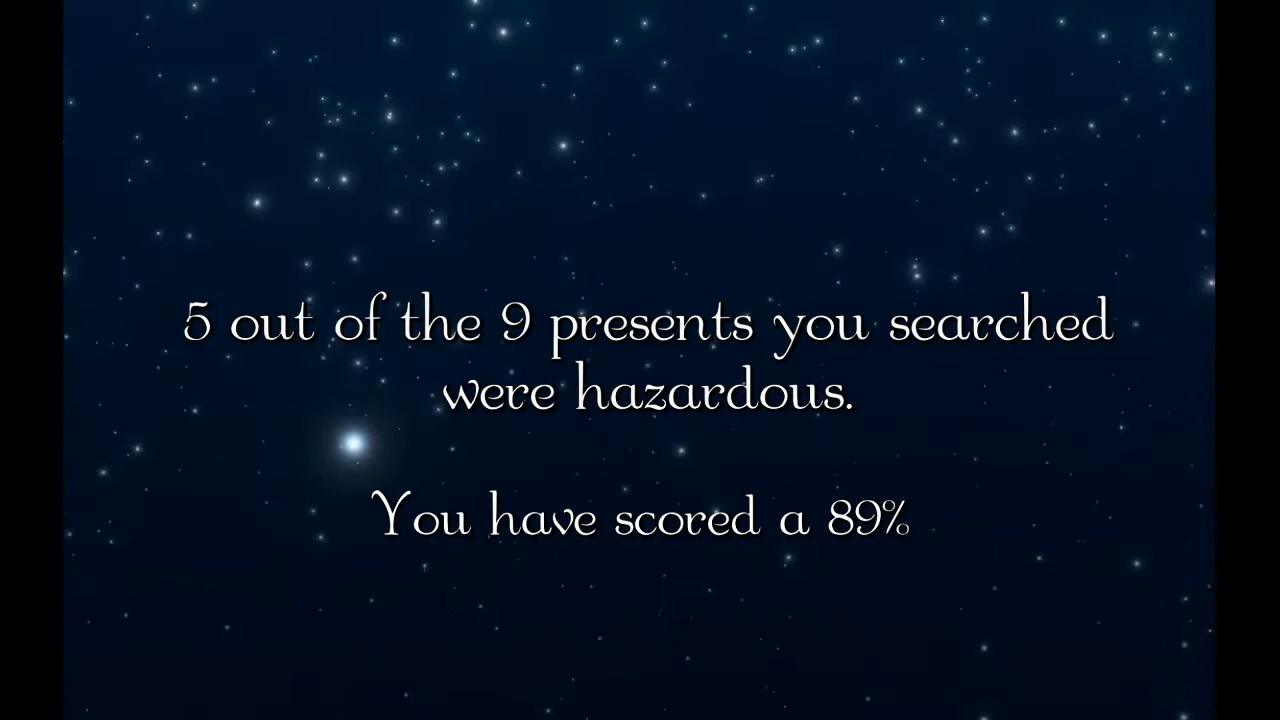 5 out of the 9 presents you searched
were hazardous.
You have scored a 89%